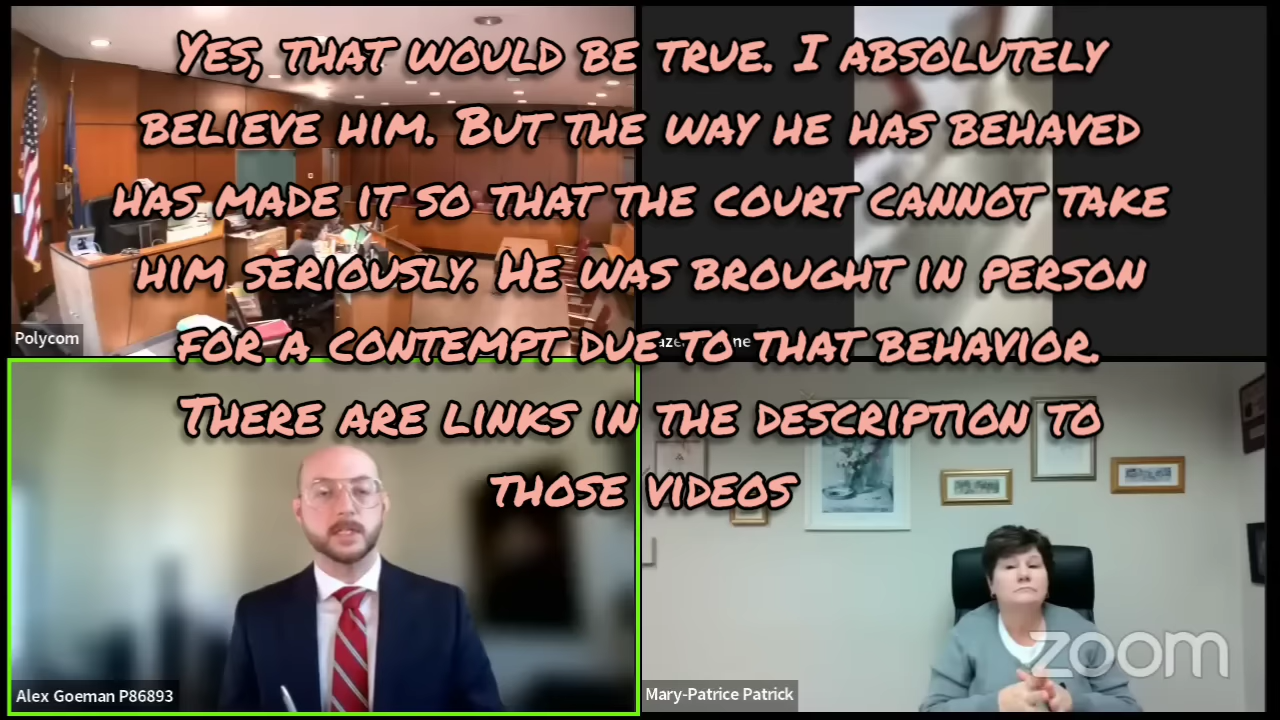 Yes, that would be true. I absolutely
believe him. But the way he has behaved
has made it so that the court cannot take
him seriously. He was brought in person
for a contempt due to that behavior.
There are links in the description to
those videos
Polycom
Alex Goeman P86893
Mary-Patrice Patrick
zoom